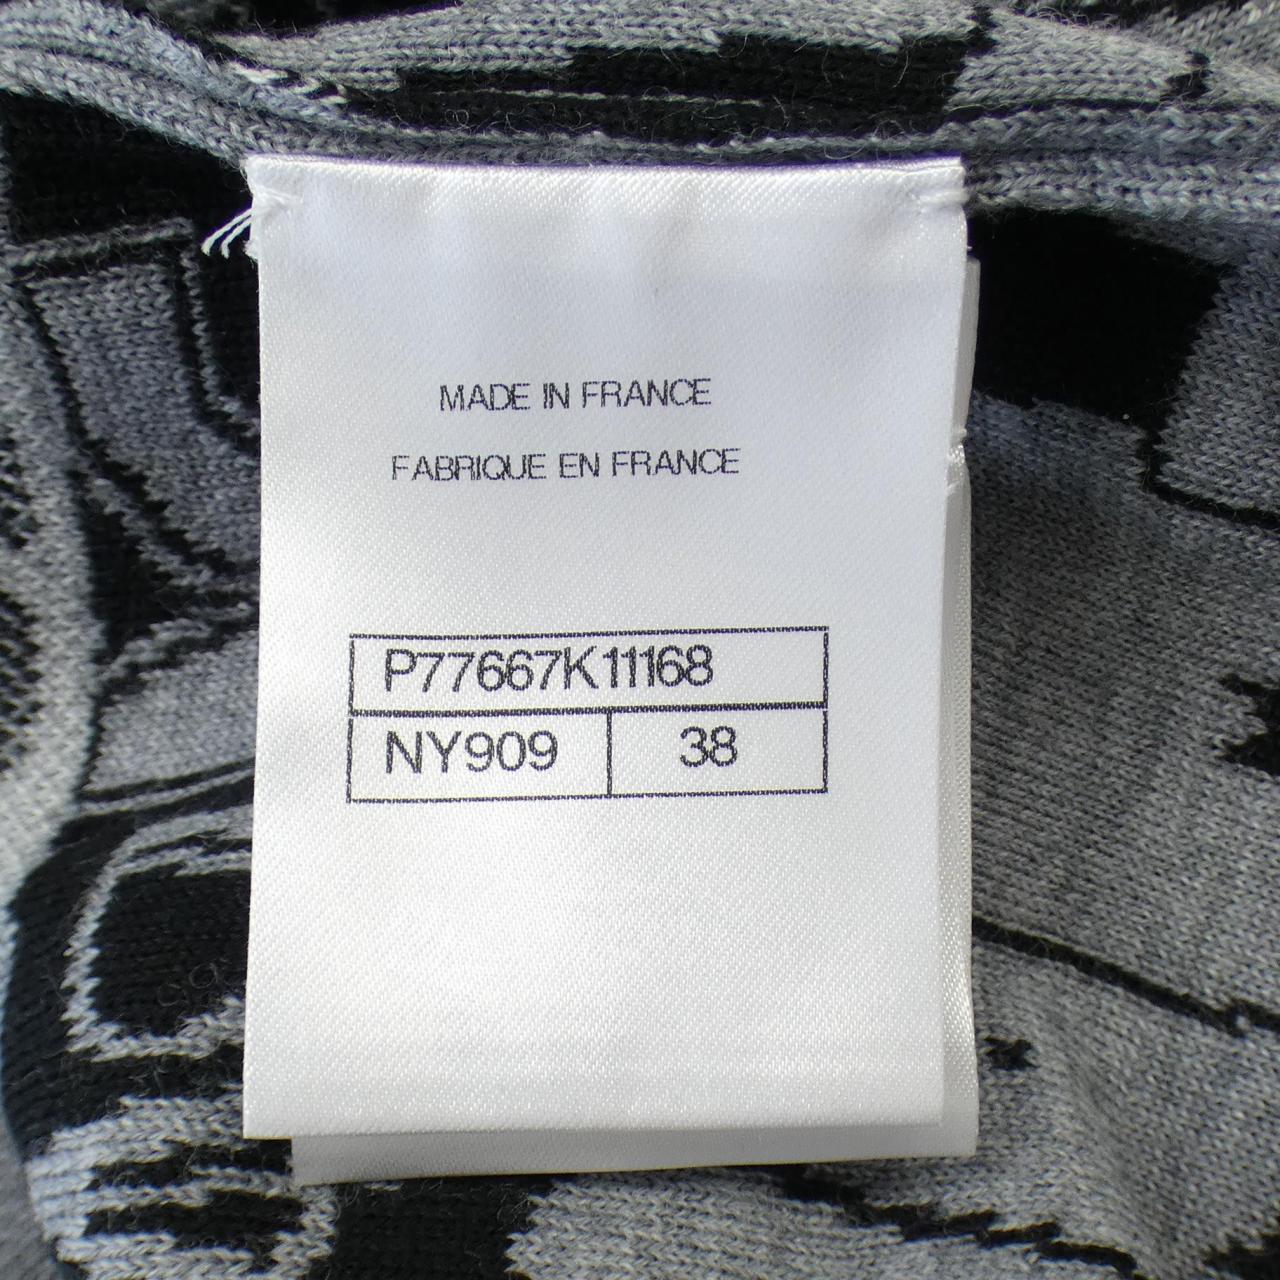 MADE IN FRANCE
FABRIQUE EN FRANCE
P77667K11168
NY909 38